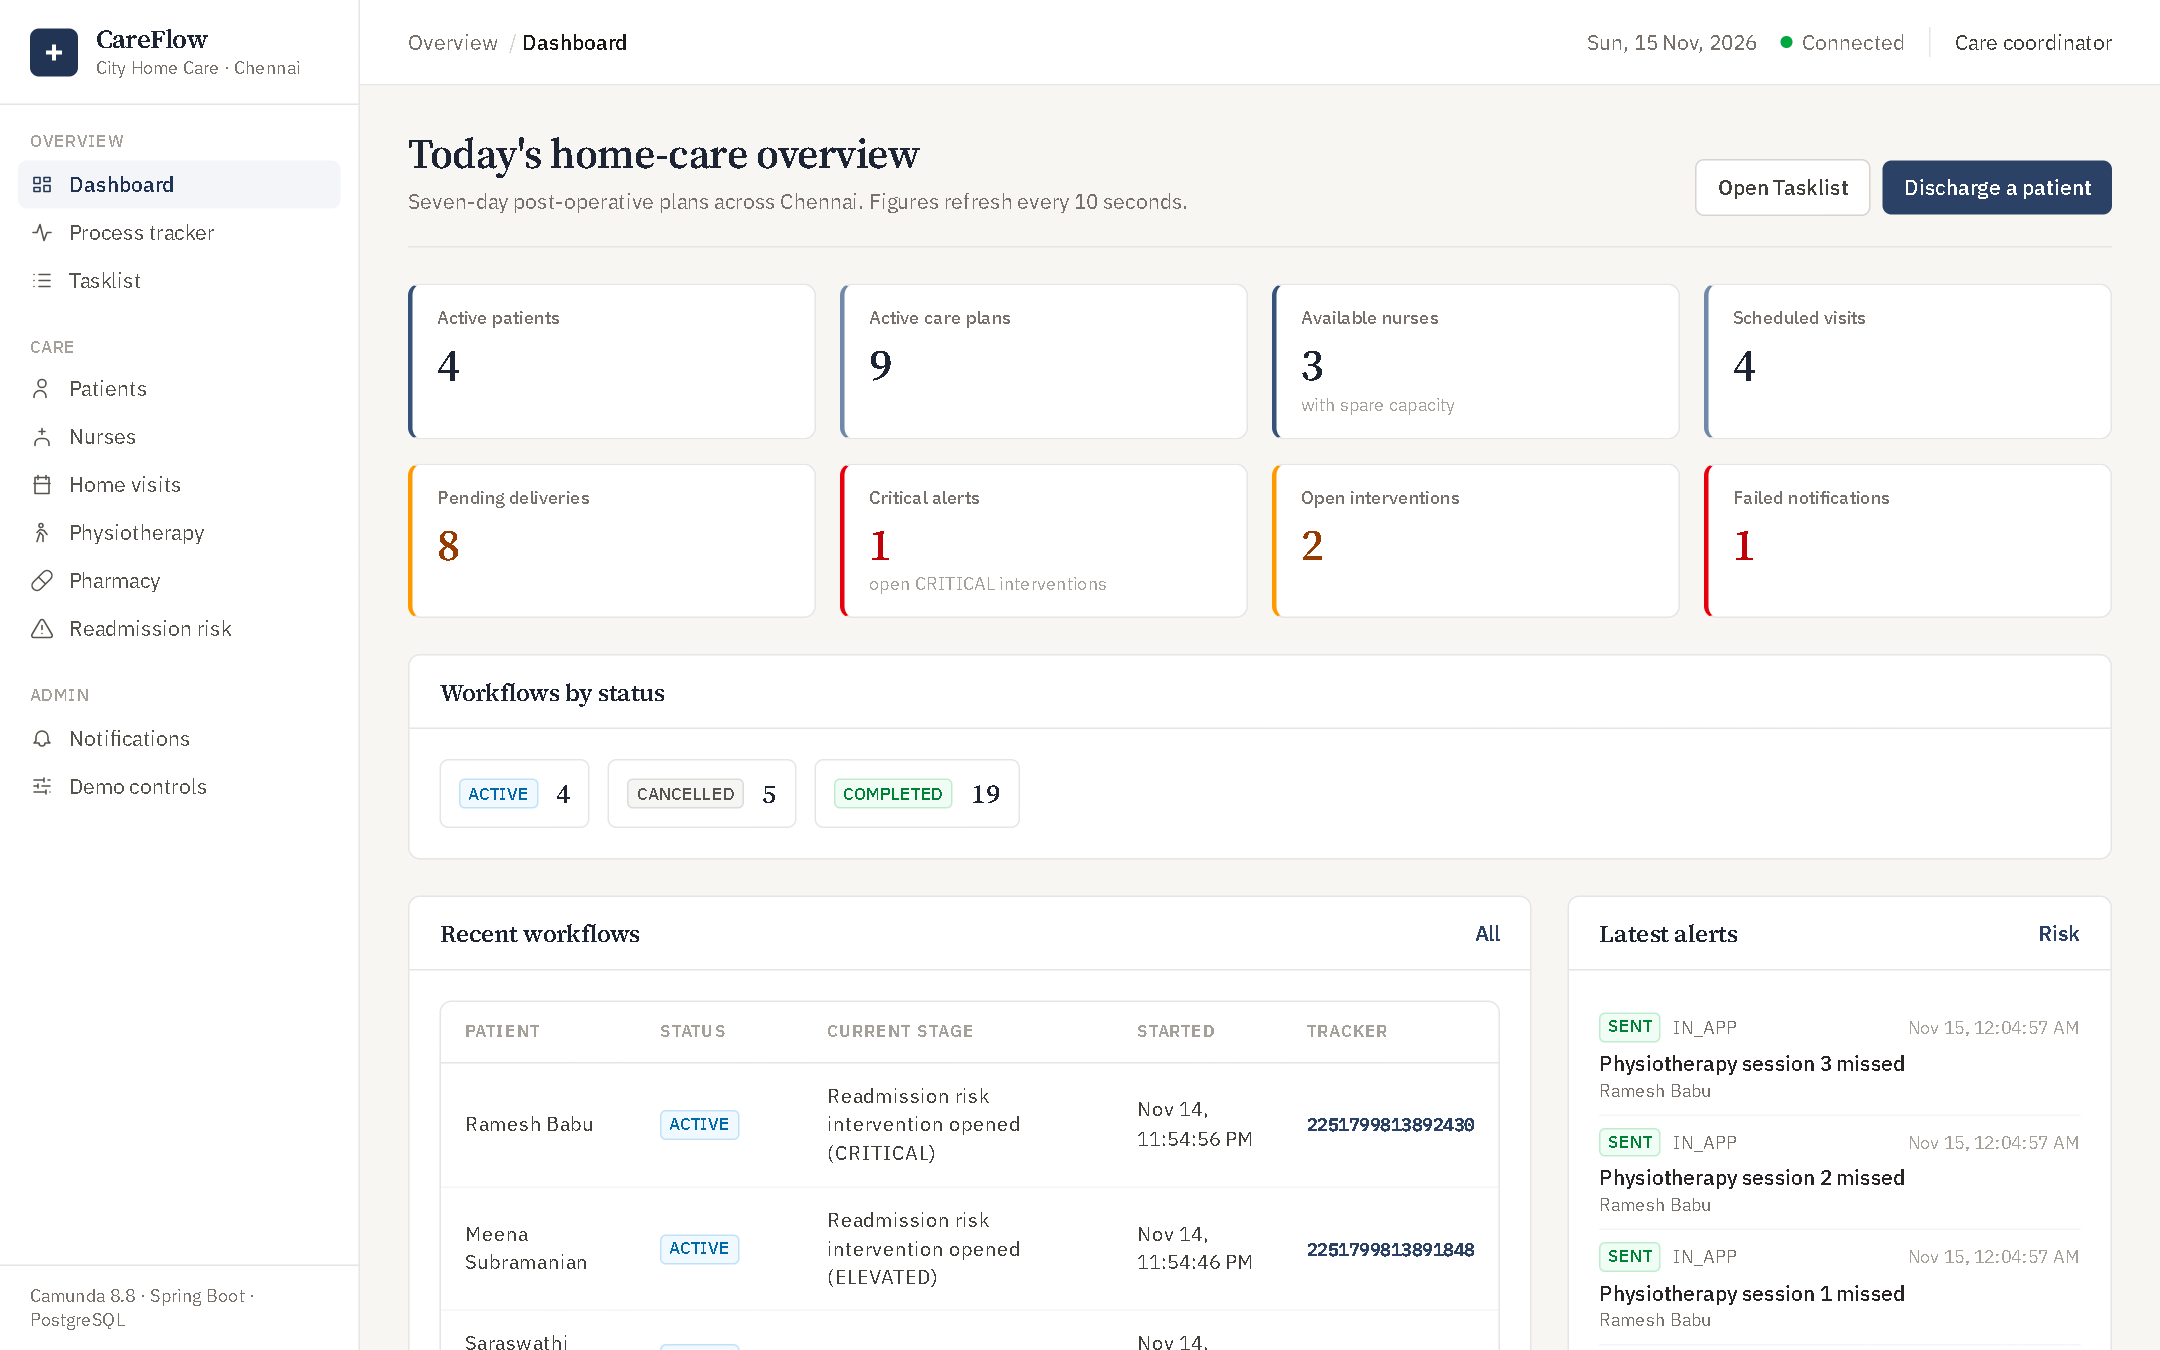 CareFlow
City Home Care · Chennai
OVERVIEW
Dashboard
Process tracker
Tasklist
CARE
Patients
Nurses
Home visits
Physiotherapy
Pharmacy
Readmission risk
ADMIN
Notifications
Demo controls
Camunda 8.8 · Spring Boot ·
PostgreSQL
Overview / Dashboard
Sun, 15 Nov, 2026
Connected
Care coordinator
Today's home-care overview
Seven-day post-operative plans across Chennai. Figures refresh every 10 seconds.
Open Tasklist
Discharge a patient
Active patients
4
Active care plans
9
Available nurses
3
with spare capacity
Scheduled visits
4
Pending deliveries
8
Critical alerts
1
open CRITICAL interventions
Open interventions
2
Failed notifications
1
Workflows by status
ACTIVE 4
CANCELLED 5
COMPLETED 19
Recent workflows
All
PATIENT STATUS CURRENT STAGE STARTED TRACKER
Ramesh Babu
ACTIVE
Readmission risk
intervention opened
(CRITICAL)
Nov 14,
11:54:56 PM
2251799813892430
Meena
Subramanian
ACTIVE
Readmission risk
intervention opened
(ELEVATED)
Nov 14,
11:54:46 PM
2251799813891848
Saraswathi
Nov 14,
Latest alerts
Risk
SENT IN_APP Nov 15, 12:04:57 AM
Physiotherapy session 3 missed
Ramesh Babu
SENT IN_APP Nov 15, 12:04:57 AM
Physiotherapy session 2 missed
Ramesh Babu
SENT IN_APP Nov 15, 12:04:57 AM
Physiotherapy session 1 missed
Ramesh Babu